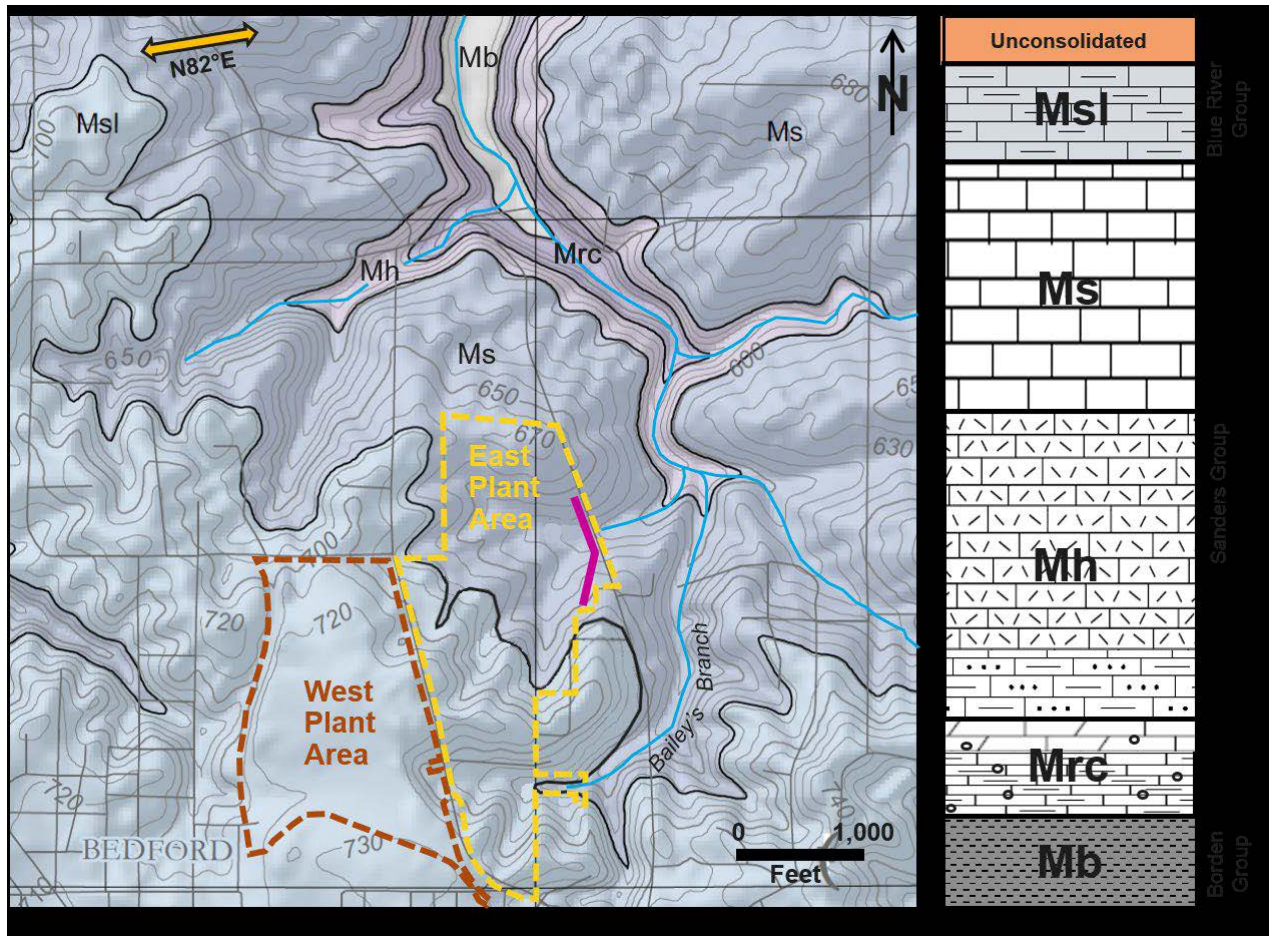 N82°E
Mb
N
Msl
700
680
Ms
Mh
Mrc
650
Ms
600
65
650
670
630
East
Plant
Area
700
720
720
West
Plant
Area
Bailey's Branch
720
BEDFORD
730
740
710
0 1,000
Feet
Unconsolidated
Msl
Ms
Mh
Mrc
Mb
Blue River
Group
Sanders Group
Borden
Group